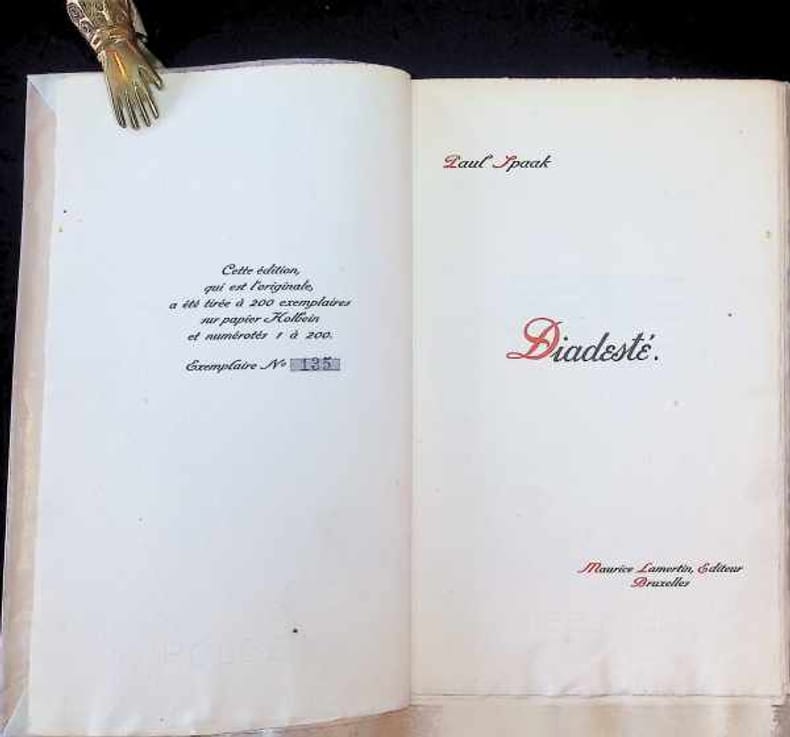 Cette édition,
qui est l'originale,
a été tirée à 200 exemplaires
sur papier Holbein
et numérotés 1 à 200.
Exemplaire No 135
Paul Spaak
Diadesté.
Maurice Lamertin, Editeur
Bruxelles